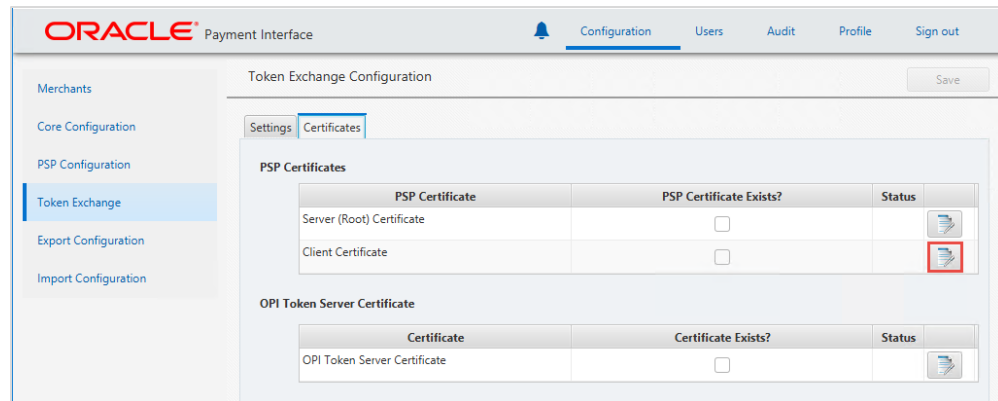 ORACLE® Payment Interface
Configuration Users Audit Profile Sign out
Merchants
Core Configuration
PSP Configuration
Token Exchange
Export Configuration
Import Configuration
Token Exchange Configuration
Save
Settings Certificates
PSP Certificates
PSP Certificate PSP Certificate Exists? Status
Server (Root) Certificate
Client Certificate
OPI Token Server Certificate
Certificate Certificate Exists? Status
OPI Token Server Certificate